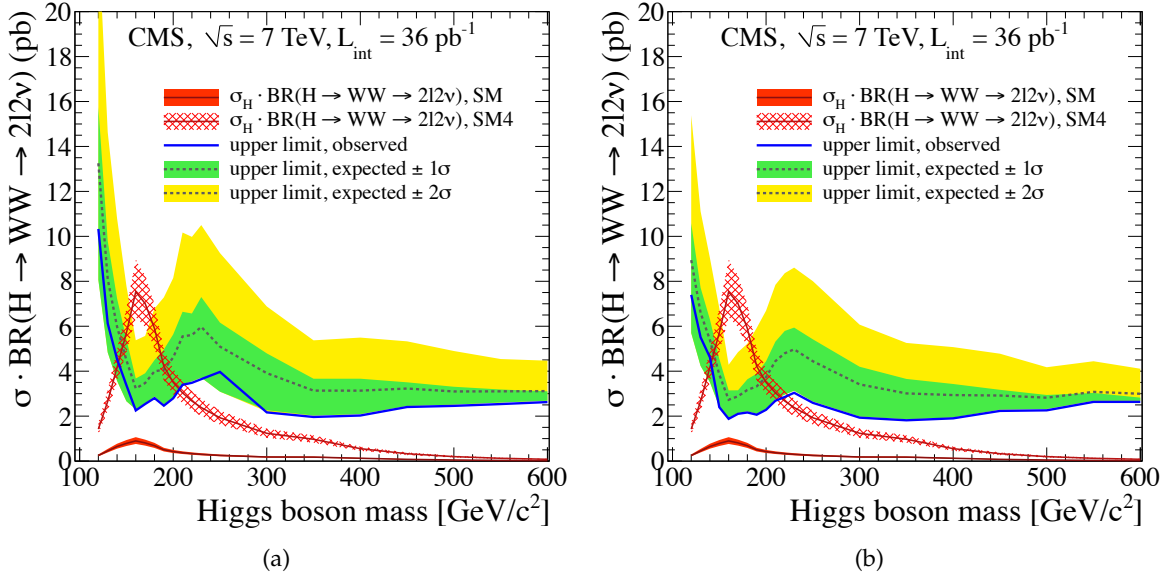 σ · BR(H → WW → 2l2ν) (pb)
20
18
16
14
12
10
8
6
4
2
0
CMS, √s = 7 TeV, L_int = 36 pb⁻¹
σ_H · BR(H → WW → 2l2ν), SM
σ_H · BR(H → WW → 2l2ν), SM4
upper limit, observed
upper limit, expected ± 1σ
upper limit, expected ± 2σ
100 200 300 400 500 600
Higgs boson mass [GeV/c²]
(a)
σ · BR(H → WW → 2l2ν) (pb)
20
18
16
14
12
10
8
6
4
2
0
CMS, √s = 7 TeV, L_int = 36 pb⁻¹
σ_H · BR(H → WW → 2l2ν), SM
σ_H · BR(H → WW → 2l2ν), SM4
upper limit, observed
upper limit, expected ± 1σ
upper limit, expected ± 2σ
100 200 300 400 500 600
Higgs boson mass [GeV/c²]
(b)